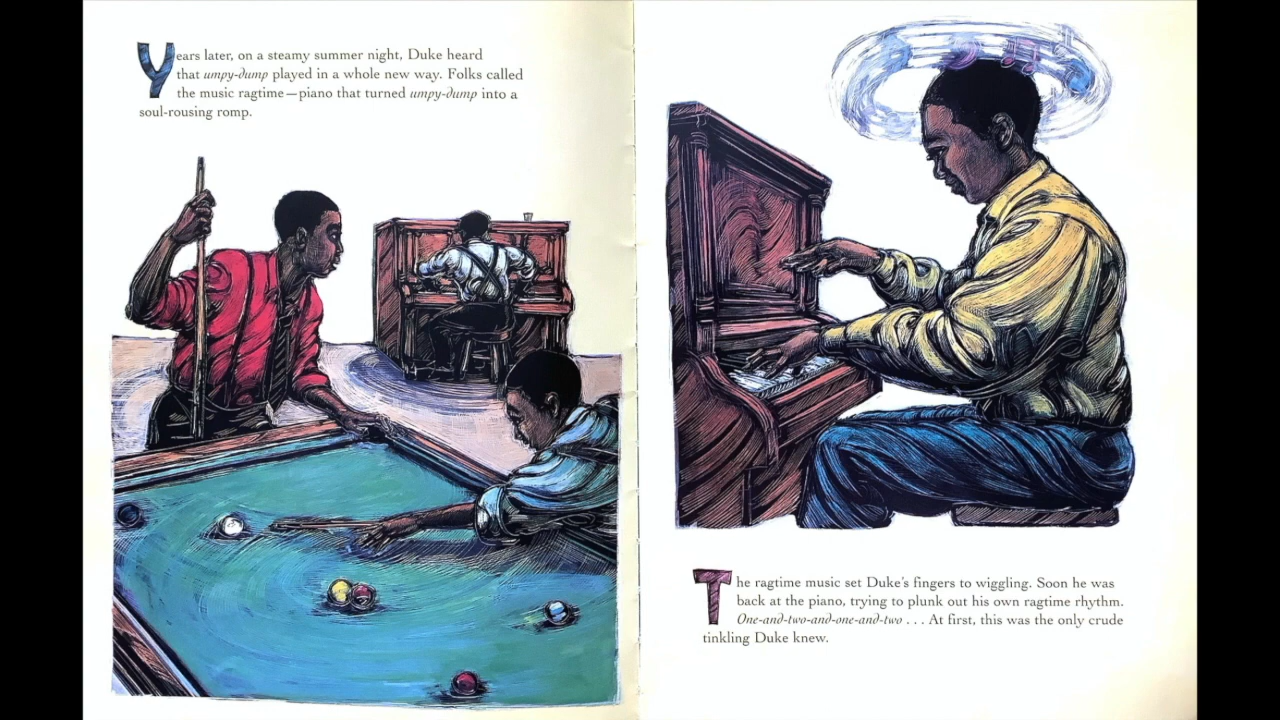 Years later, on a steamy summer night, Duke heard
that umpy-dump played in a whole new way. Folks called
the music ragtime—piano that turned umpy-dump into a
soul-rousing romp.
The ragtime music set Duke's fingers to wiggling. Soon he was
back at the piano, trying to plunk out his own ragtime rhythm.
One-and-two-and-one-and-two . . . At first, this was the only crude
tinkling Duke knew.